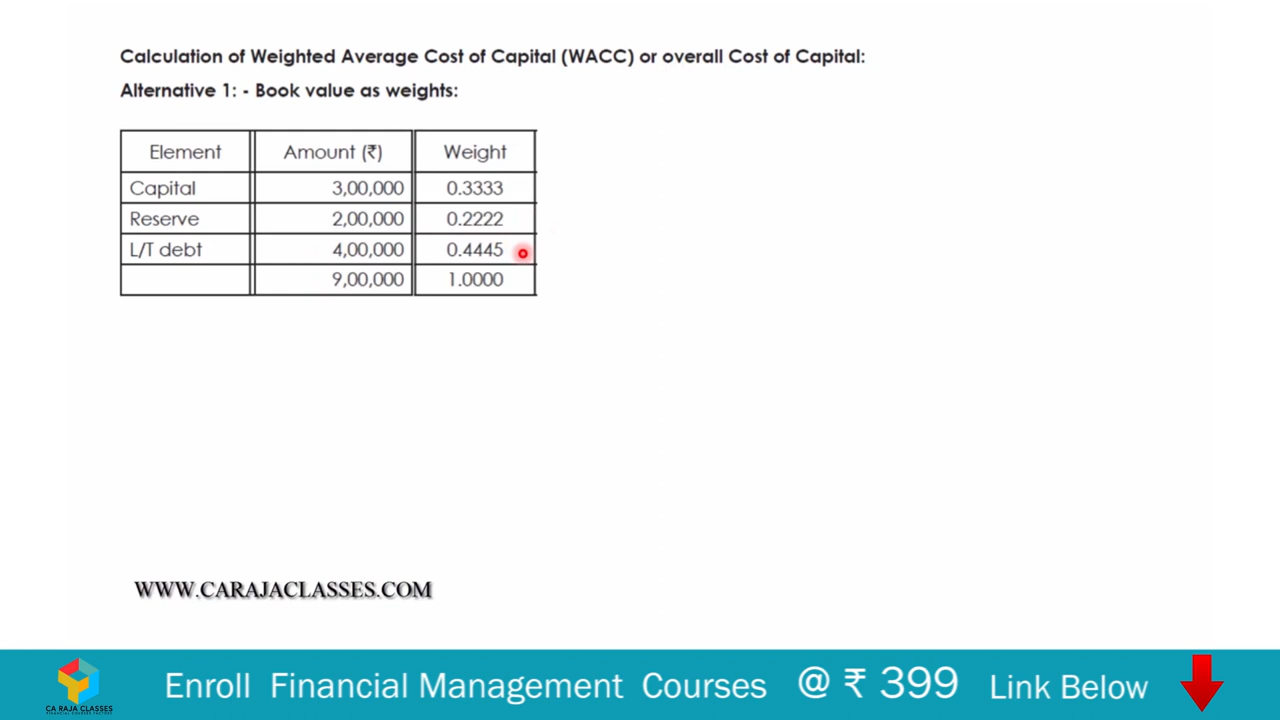 Calculation of Weighted Average Cost of Capital (WACC) or overall Cost of Capital:
Alternative 1: - Book value as weights:
Element Amount (₹) Weight
Capital 3,00,000 0.3333
Reserve 2,00,000 0.2222
L/T debt 4,00,000 0.4445
9,00,000 1.0000
WWW.CARAJACLASSES.COM
Enroll Financial Management Courses @ ₹ 399 Link Below
CA RAJA CLASSES
FINANCIAL COURSES FACTORY